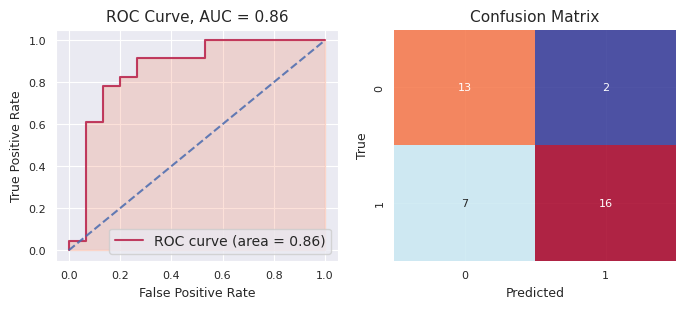 ROC Curve, AUC = 0.86
True Positive Rate
1.0
0.8
0.6
0.4
0.2
0.0
ROC curve (area = 0.86)
0.0 0.2 0.4 0.6 0.8 1.0
False Positive Rate
Confusion Matrix
True
0
13 2
1
7 16
0 1
Predicted